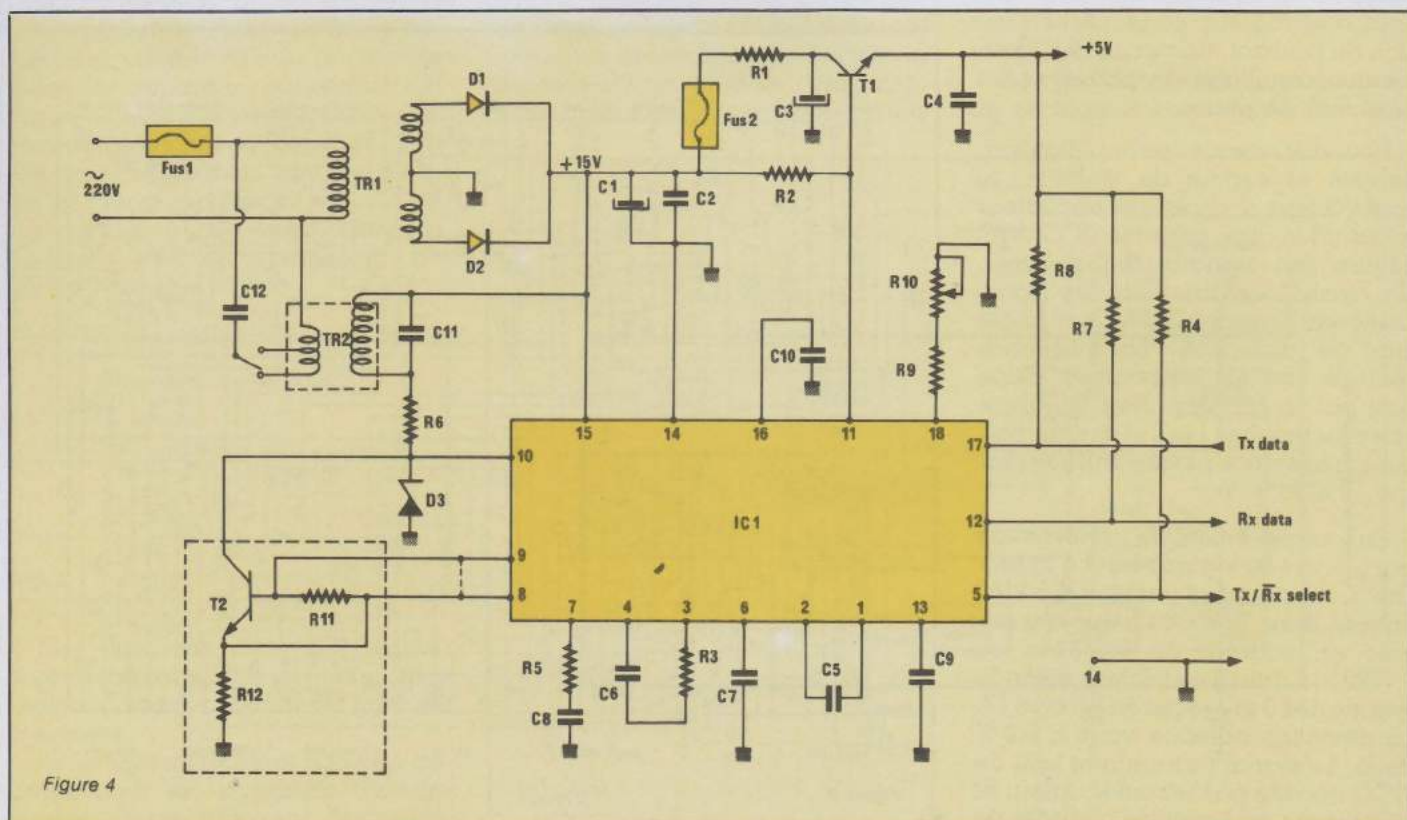 +5V
R1
T1
D1
C3
C4
Fus2
Fus1
+15V
~
220V
TR1
C1
C2
R2
D2
R10
R8
C12
TR2
C11
R7
R4
C10
R9
R6
15
14
16
11
18
17
Tx data
10
D3
IC1
12
Rx data
9
T2
R11
8
5
Tx/R̅x select
7
4
3
6
2
1
13
R5
C6
R3
C7
C5
C9
14
R12
C8
Figure 4